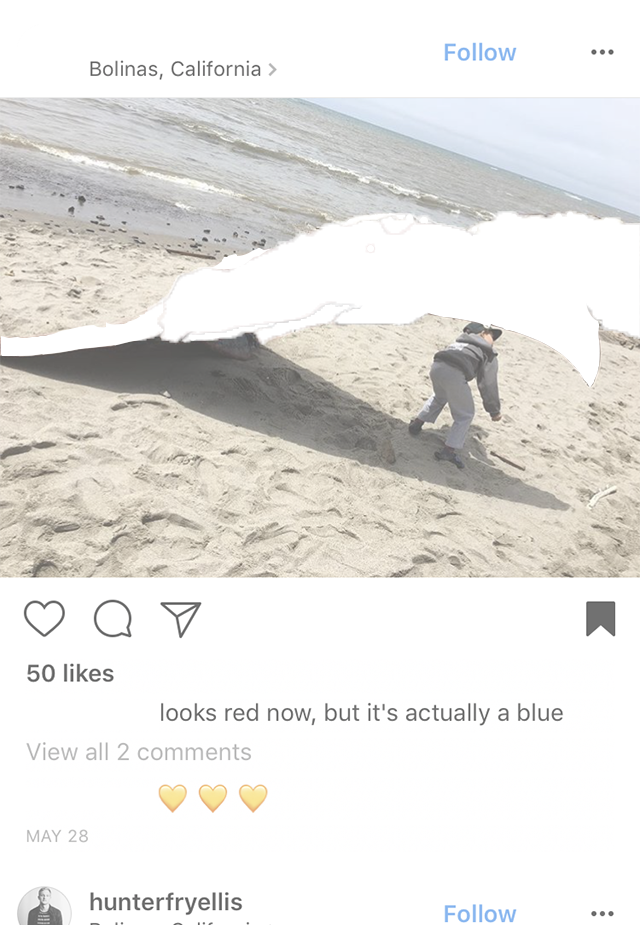 Bolinas, California >
Follow
50 likes
looks red now, but it's actually a blue
View all 2 comments
💛 💛 💛
MAY 28
hunterfryellis
Follow